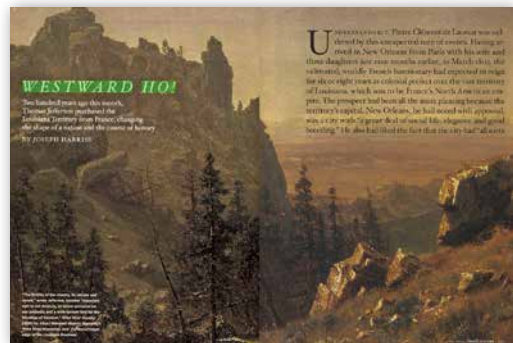 WESTWARD HO!
Two hundred years ago this month,
Thomas Jefferson purchased the
Louisiana Territory from France, changing
the shape of a nation and the course of history
BY JOSEPH HARRISS
UNDERSTANDABLY, Pierre Clément de Laussat was sad-
dened by this unexpected turn of events. Having ar-
rived in New Orleans from Paris with his wife and
three daughters just nine months earlier, in March 1803, the
cultivated, worldly French functionary had expected to reign
for six or eight years as colonial prefect over the vast territory
of Louisiana, which was to be France's North American em-
pire. The prospect had been all the more pleasing because the
territory's capital, New Orleans, he had noted with approval,
was a city with "a great deal of social life, elegance and good
breeding." He also had liked the fact that the city had "all sorts